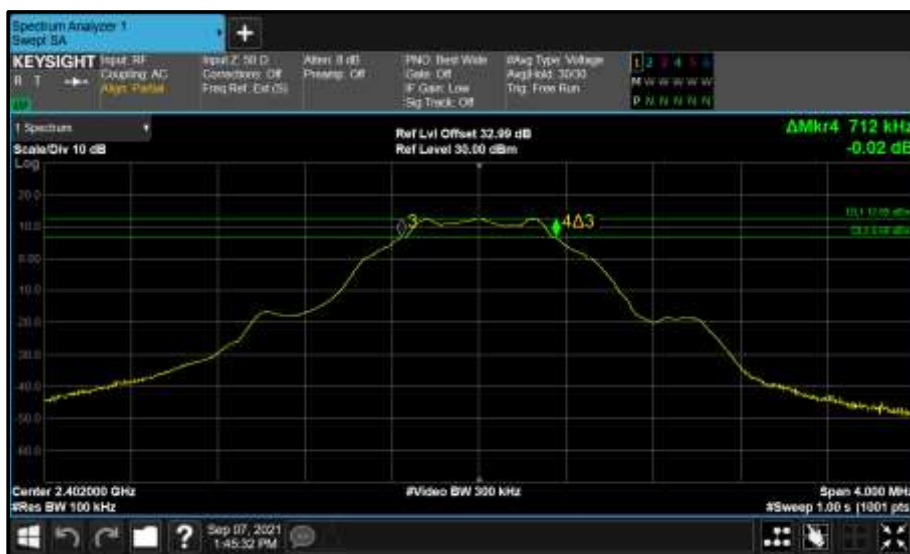 Spectrum Analyzer 1
Swept SA
+
KEYSIGHT
R T
Input: RF
Coupling: AC
Align: Partial
Input Z: 50 Ω
Corrections: Off
Freq Ref: Ext (S)
Atten: 8 dB
Preamp: Off
PNO: Best Wide
Gate: Off
IF Gain: Low
Sig Track: Off
#Avg Type: Voltage
Avg|Hold: 30/30
Trig: Free Run
1 2 3 4 5 6
M W W W W W
P N N N N N
1 Spectrum
Scale/Div 10 dB
Log
Ref Lvl Offset 32.99 dB
Ref Level 30.00 dBm
ΔMkr4 712 kHz
-0.02 dB
20.0
10.0
0.00
-10.0
-20.0
-30.0
-40.0
-50.0
-60.0
3
4Δ3
Center 2.402000 GHz
#Res BW 100 kHz
#Video BW 300 kHz
Span 4.000 MHz
#Sweep 1.00 s (1001 pts
?
Sep 07, 2021
1:45:32 PM